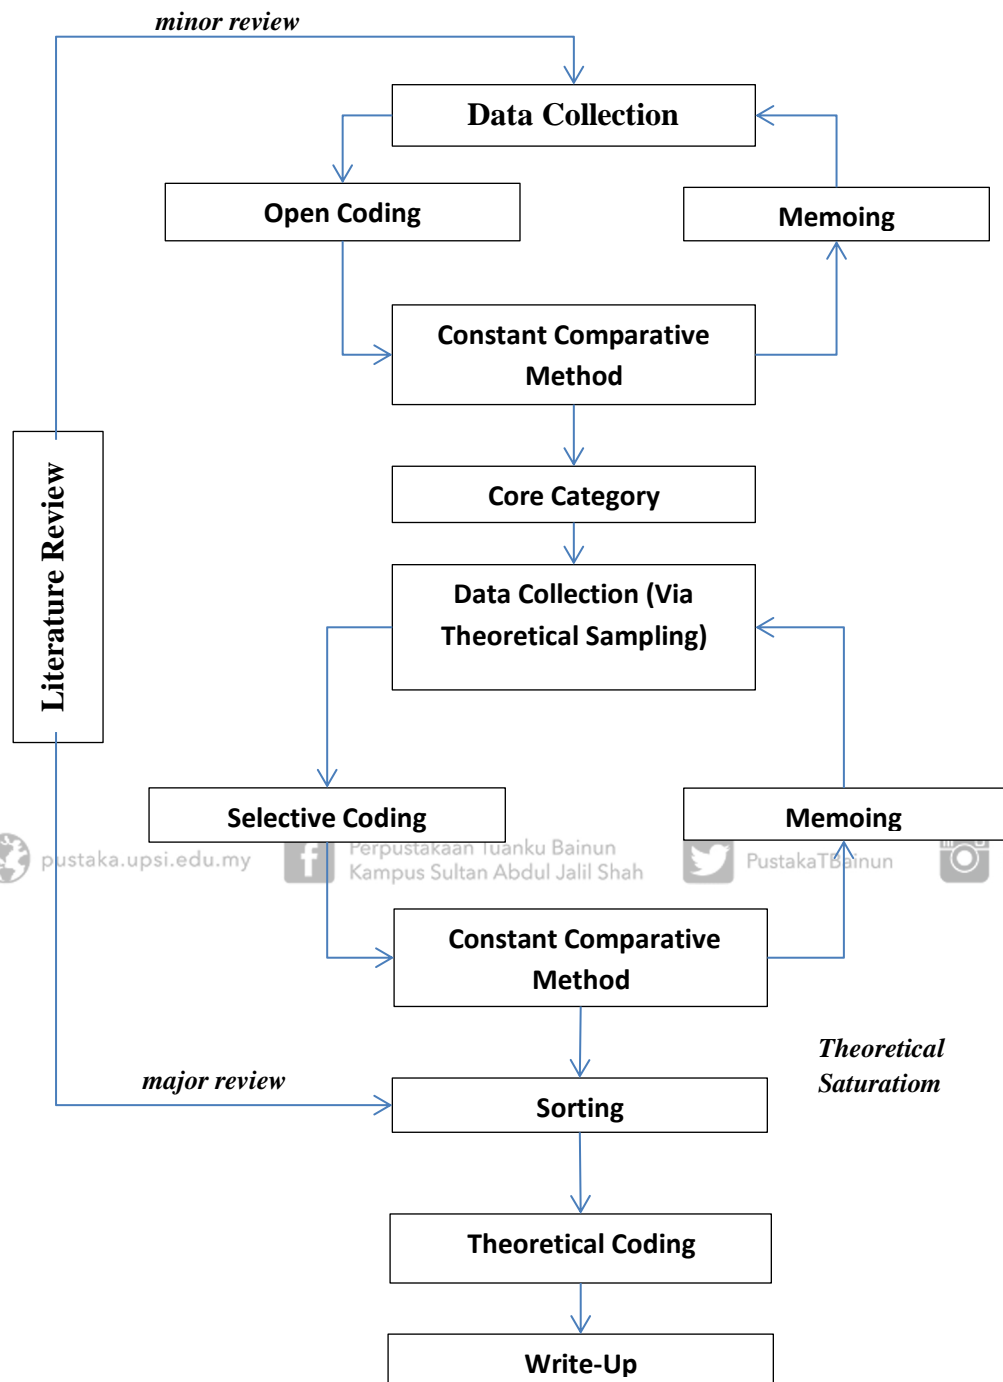 minor review
Data Collection
Open Coding
Memoing
Constant Comparative
Method
Core Category
Literature Review
Data Collection (Via
Theoretical Sampling)
Selective Coding
Memoing
pustaka.upsi.edu.my
Perpustakaan Tuanku Bainun
Kampus Sultan Abdul Jalil Shah
PustakaTBainun
Constant Comparative
Method
Theoretical
Saturatiom
major review
Sorting
Theoretical Coding
Write-Up